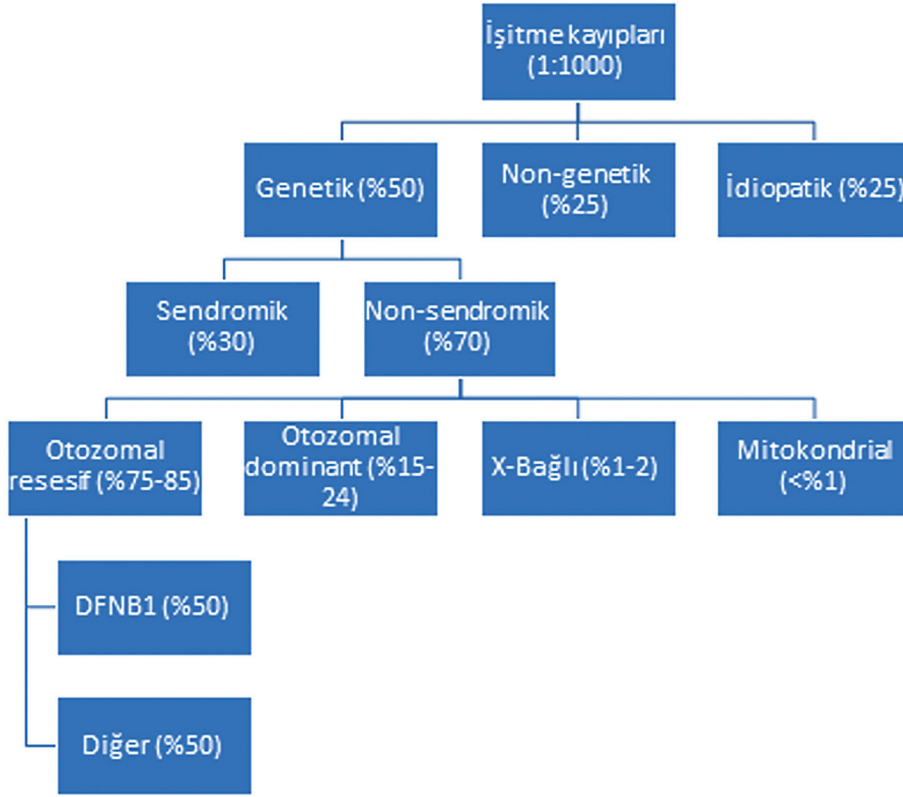 İşitme kayıpları
(1:1000)
Genetik (%50)
Non-genetik
(%25)
İdiopatik (%25)
Sendromik
(%30)
Non-sendromik
(%70)
Otozomal
resesif (%75-85)
Otozomal
dominant (%15-
24)
X-Bağlı (%1-2)
Mitokondrial
(<%1)
DFNB1 (%50)
Diğer (%50)